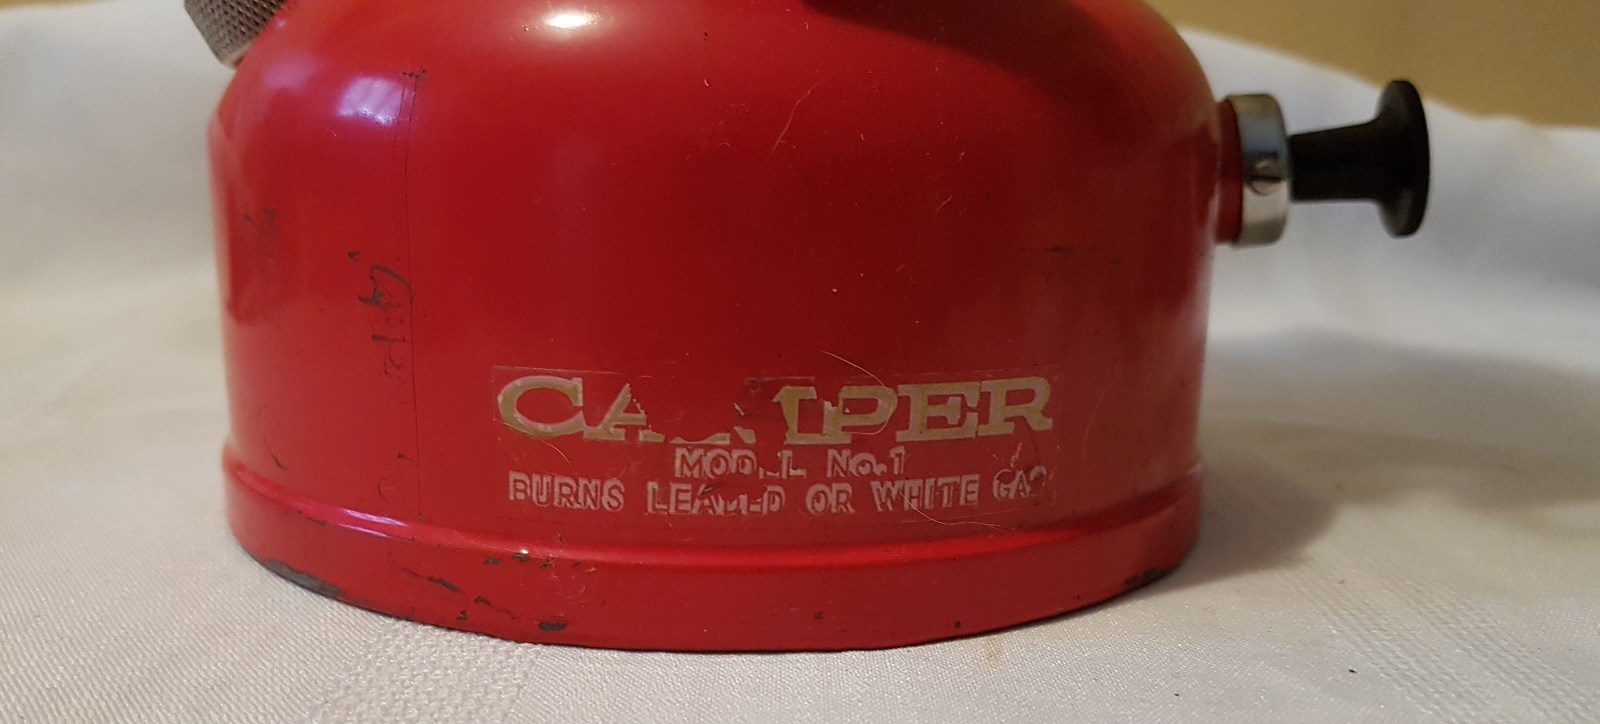 CAMPER
MODEL No.1
BURNS LEADED OR WHITE GAS